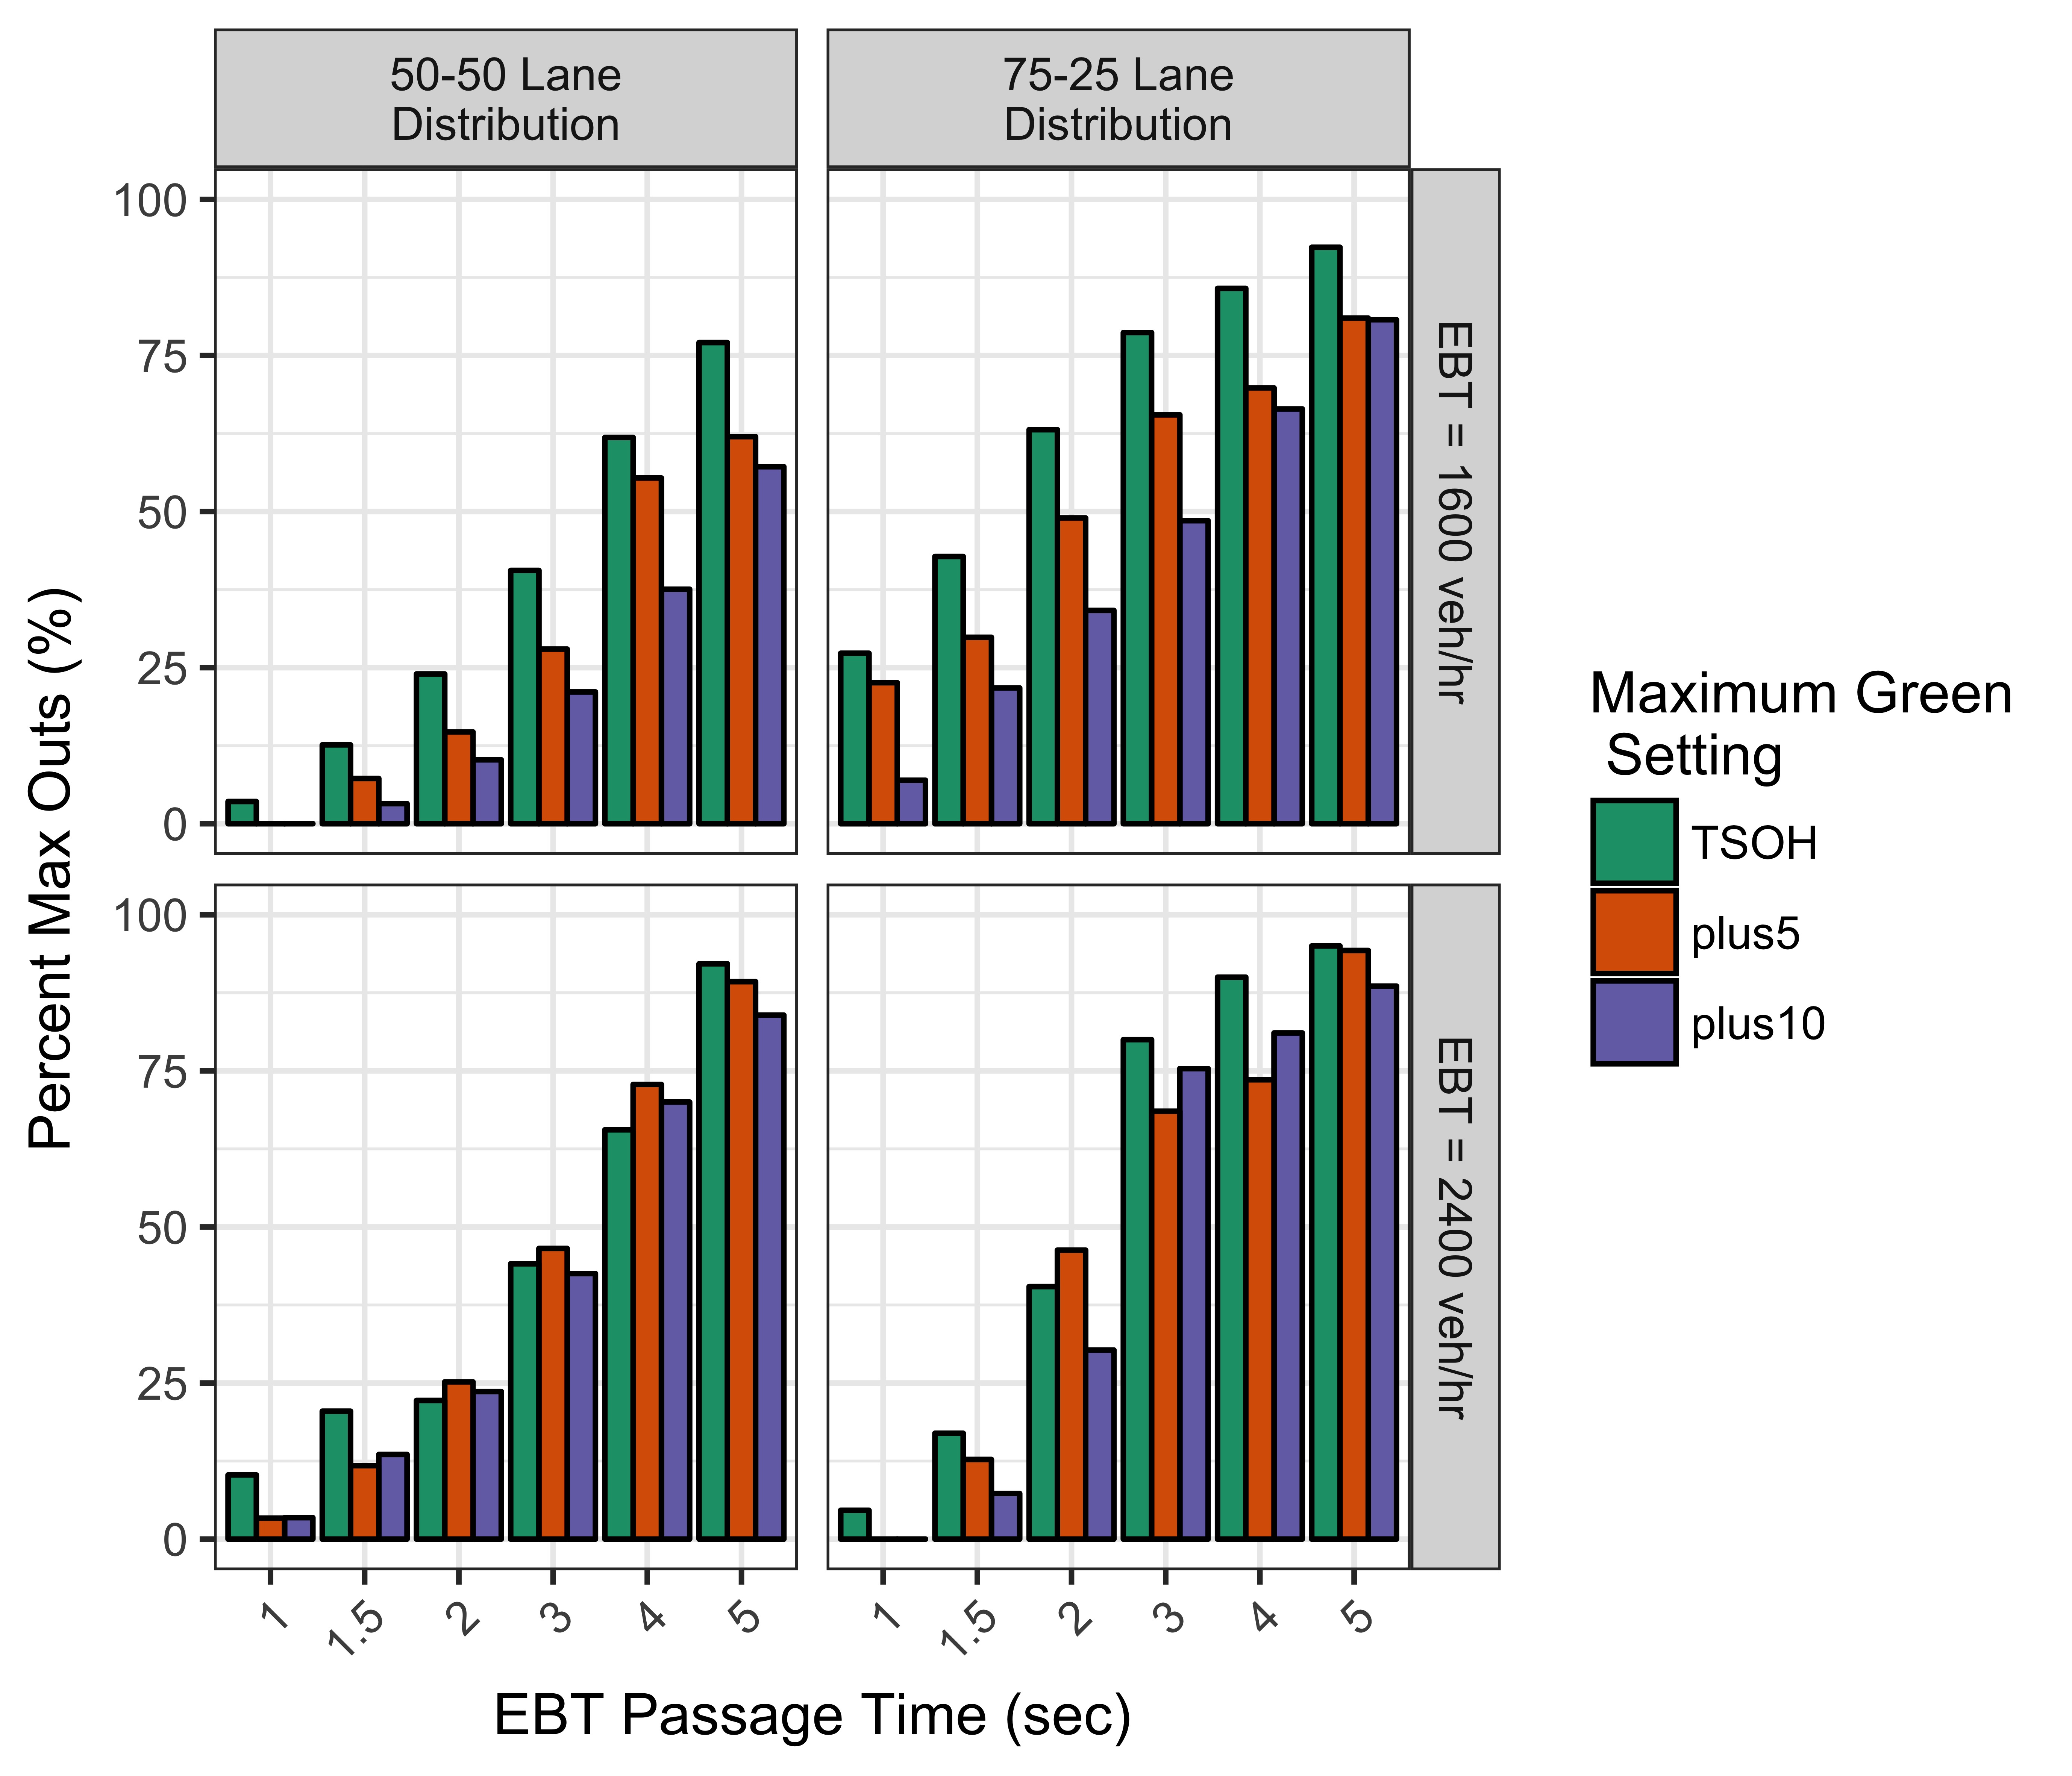 50-50 Lane
Distribution
75-25 Lane
Distribution
Percent Max Outs (%)
100
75
50
25
0
EBT = 1600 veh/hr
100
75
50
25
0
EBT = 2400 veh/hr
1
1.5
2
3
4
5
1
1.5
2
3
4
5
EBT Passage Time (sec)
Maximum Green
Setting
TSOH
plus5
plus10